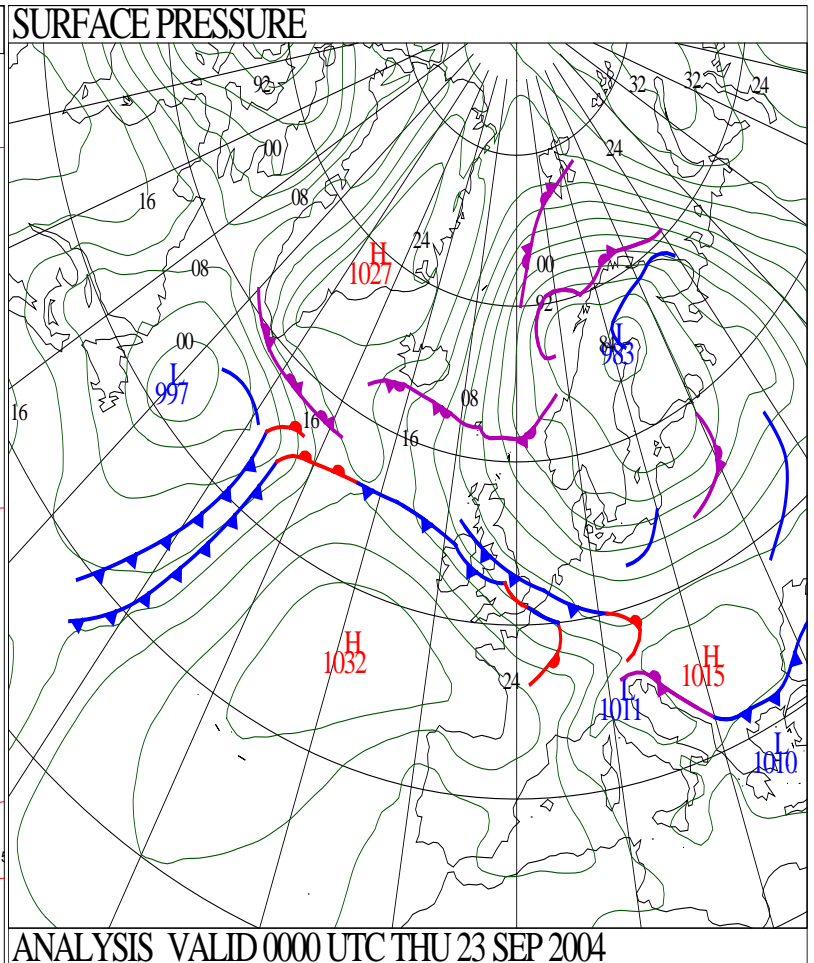 SURFACE PRESSURE
92
32
32
24
00
24
16
08
H
1027
24
00
08
92
00
L
997
L
983
16
08
16
16
H
1032
24
H
1015
L
1011
L
1010
ANALYSIS VALID 0000 UTC THU 23 SEP 2004